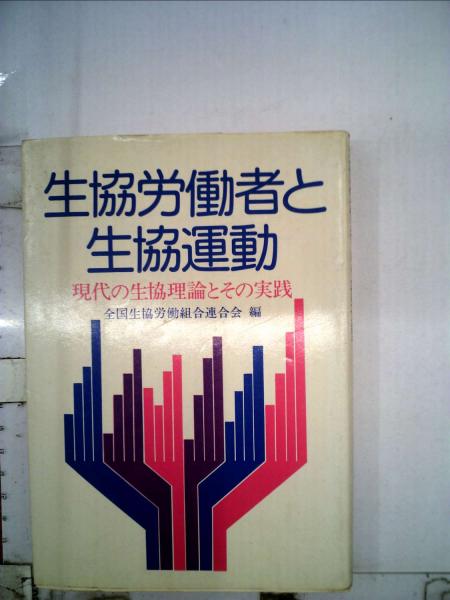 生協労働者と
生協運動
現代の生協理論とその実践
全国生協労働組合連合会 編